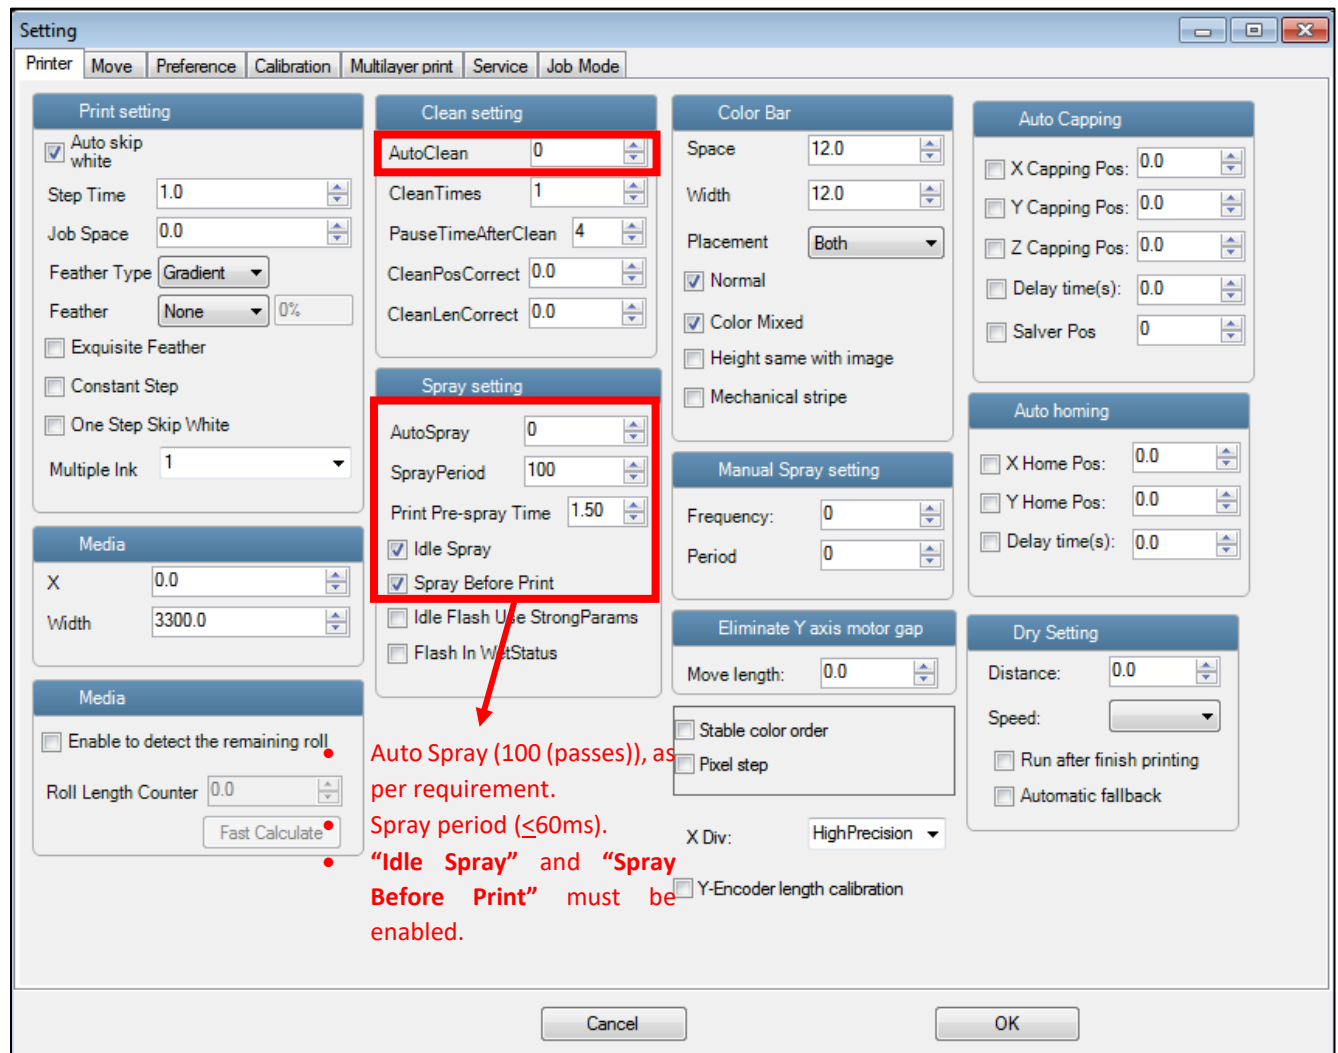 Setting
Printer Move Preference Calibration Multilayer print Service Job Mode
Print setting
Auto skip
white
Step Time 1.0
Job Space 0.0
Feather Type Gradient
Feather None 0%
Exquisite Feather
Constant Step
One Step Skip White
Multiple Ink 1
Media
X 0.0
Width 3300.0
Media
Enable to detect the remaining roll
Roll Length Counter 0.0
Fast Calculate
Clean setting
AutoClean 0
CleanTimes 1
PauseTimeAfterClean 4
CleanPosCorrect 0.0
CleanLenCorrect 0.0
Spray setting
AutoSpray 0
SprayPeriod 100
Print Pre-spray Time 1.50
Idle Spray
Spray Before Print
Idle Flash Use StrongParams
Flash In WetStatus
• Auto Spray (100 (passes)), as
per requirement.
• Spray period (≤60ms).
• “Idle Spray” and “Spray
Before Print” must be
enabled.
Color Bar
Space 12.0
Width 12.0
Placement Both
Normal
Color Mixed
Height same with image
Mechanical stripe
Manual Spray setting
Frequency: 0
Period 0
Eliminate Y axis motor gap
Move length: 0.0
Stable color order
Pixel step
X Div: HighPrecision
Y-Encoder length calibration
Auto Capping
X Capping Pos: 0.0
Y Capping Pos: 0.0
Z Capping Pos: 0.0
Delay time(s): 0.0
Salver Pos 0
Auto homing
X Home Pos: 0.0
Y Home Pos: 0.0
Delay time(s): 0.0
Dry Setting
Distance: 0.0
Speed:
Run after finish printing
Automatic fallback
Cancel OK